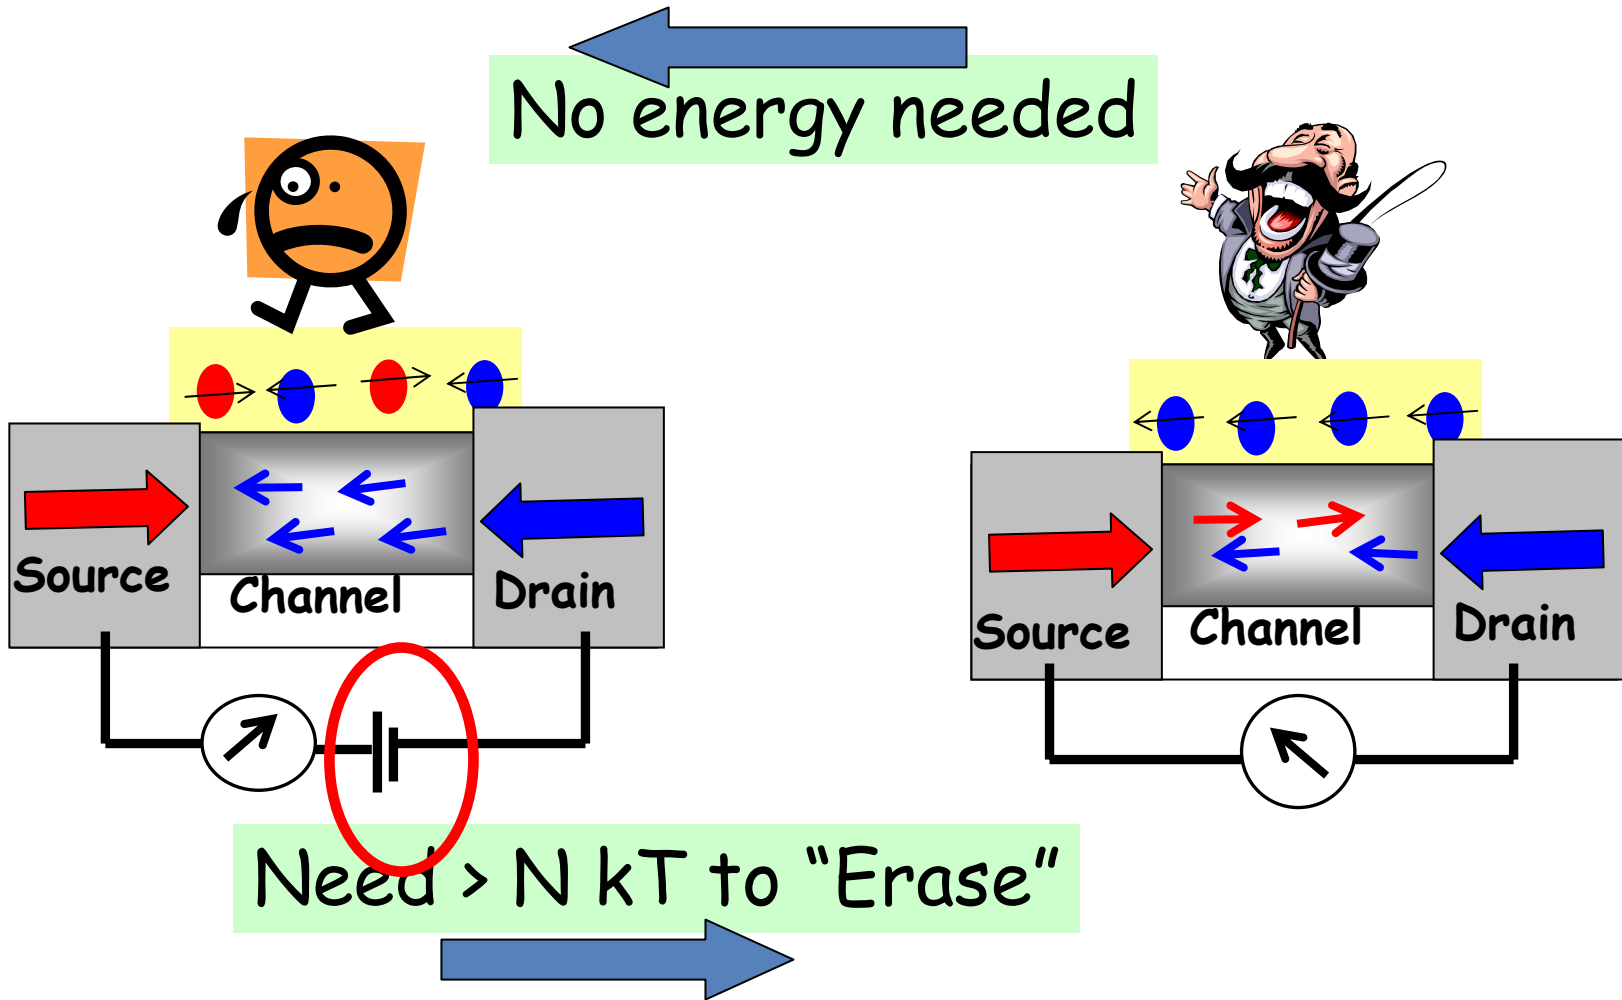 No energy needed
Source
Channel
Drain
Source
Channel
Drain
Need > N kT to “Erase”